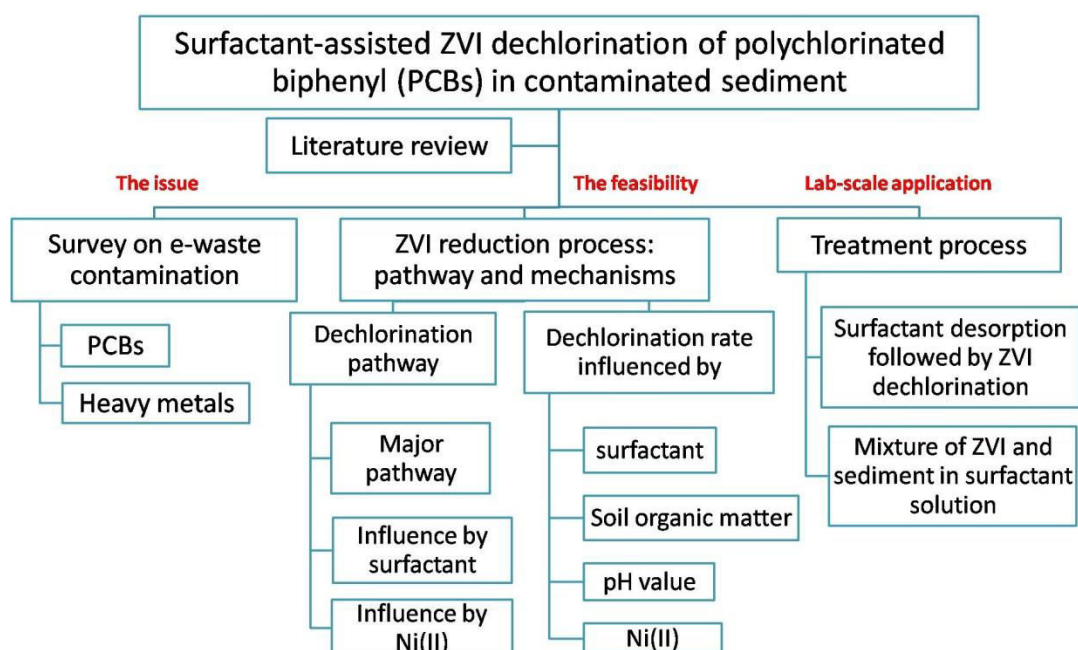 Surfactant-assisted ZVI dechlorination of polychlorinated
biphenyl (PCBs) in contaminated sediment
Literature review
The issue
The feasibility
Lab-scale application
Survey on e-waste
contamination
PCBs
Heavy metals
ZVI reduction process:
pathway and mechanisms
Dechlorination
pathway
Major
pathway
Influence by
surfactant
Influence by
Ni(II)
Dechlorination rate
influenced by
surfactant
Soil organic matter
pH value
Ni(II)
Treatment process
Surfactant desorption
followed by ZVI
dechlorination
Mixture of ZVI and
sediment in surfactant
solution